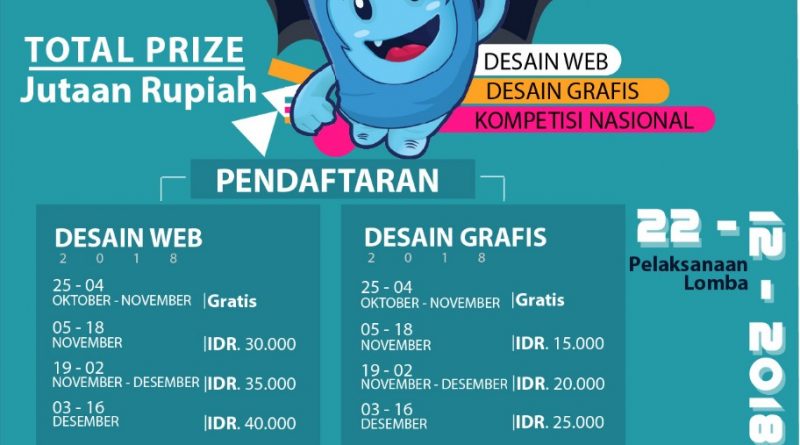 TOTAL PRIZE
Jutaan Rupiah
DESAIN WEB
DESAIN GRAFIS
KOMPETISI NASIONAL
PENDAFTARAN
DESAIN WEB
2018
25 - 04
OKTOBER - NOVEMBER |Gratis
05 - 18
NOVEMBER |IDR. 30.000
19 - 02
NOVEMBER - DESEMBER |IDR. 35.000
03 - 16
DESEMBER |IDR. 40.000
DESAIN GRAFIS
2018
25 - 04
OKTOBER - NOVEMBER |Gratis
05 - 18
NOVEMBER |IDR. 15.000
19 - 02
NOVEMBER - DESEMBER |IDR. 20.000
03 - 16
DESEMBER |IDR. 25.000
22 -
12 - 2018
Pelaksanaan
Lomba